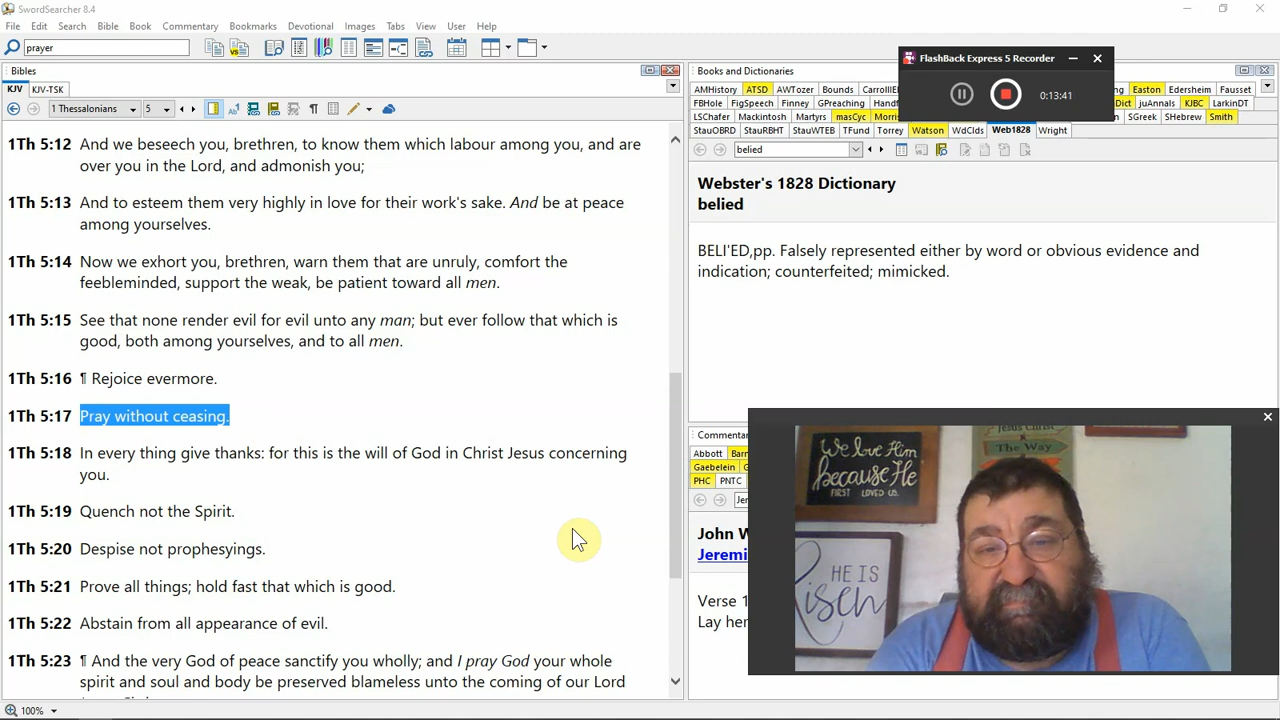 SwordSearcher 8.4
File Edit Search Bible Book Commentary Bookmarks Devotional Images Tabs View User Help
prayer
Bibles
KJV KJV-TSK
1 Thessalonians 5
1Th 5:12 And we beseech you, brethren, to know them which labour among you, and are
over you in the Lord, and admonish you;
1Th 5:13 And to esteem them very highly in love for their work's sake. And be at peace
among yourselves.
1Th 5:14 Now we exhort you, brethren, warn them that are unruly, comfort the
feebleminded, support the weak, be patient toward all men.
1Th 5:15 See that none render evil for evil unto any man; but ever follow that which is
good, both among yourselves, and to all men.
1Th 5:16 ¶ Rejoice evermore.
1Th 5:17 Pray without ceasing.
1Th 5:18 In every thing give thanks: for this is the will of God in Christ Jesus concerning
you.
1Th 5:19 Quench not the Spirit.
1Th 5:20 Despise not prophesyings.
1Th 5:21 Prove all things; hold fast that which is good.
1Th 5:22 Abstain from all appearance of evil.
1Th 5:23 ¶ And the very God of peace sanctify you wholly; and I pray God your whole
spirit and soul and body be preserved blameless unto the coming of our Lord
100%
Books and Dictionaries
FlashBack Express 5 Recorder
0:13:41
AMHistory ATSD AWTozer Bounds Easton Edersheim Fausset
FBHole FigSpeech Finney GPreaching juAnnals KJBC LarkinDT
LSChafer Mackintosh Martyrs masCyc SGreek SHebrew Smith
StauOBRD StauRBHT StauWTEB TFund Torrey Watson WdClds Web1828 Wright
belied
Webster's 1828 Dictionary
belied
BELI'ED,pp. Falsely represented either by word or obvious evidence and
indication; counterfeited; mimicked.
Abbott
Gaebelein
PHC PNTC
John W
Jeremi
Verse 1
Lay her
We love Him
because He
FIRST LOVED US.
Jesus Christ
The Way
HE IS
Risen